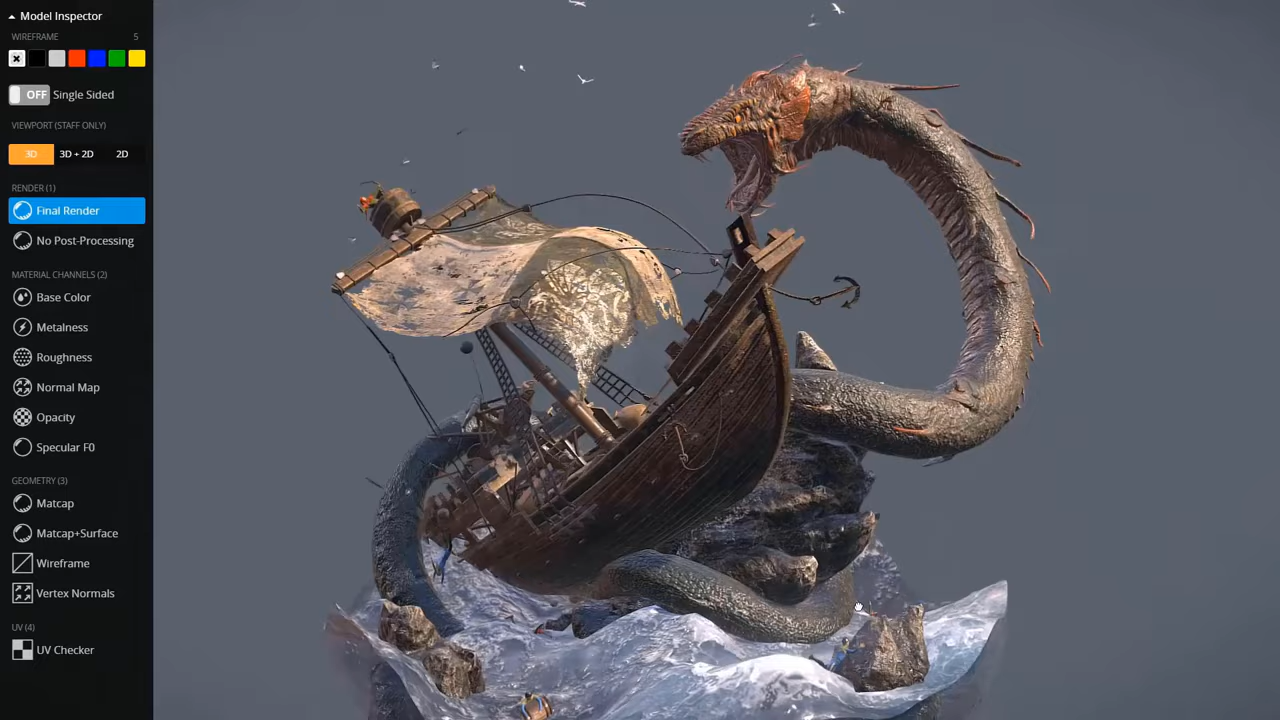 Model Inspector
WIREFRAME 5
OFF Single Sided
VIEWPORT (STAFF ONLY)
3D 3D + 2D 2D
RENDER (1)
Final Render
No Post-Processing
MATERIAL CHANNELS (2)
Base Color
Metalness
Roughness
Normal Map
Opacity
Specular F0
GEOMETRY (3)
Matcap
Matcap+Surface
Wireframe
Vertex Normals
UV (4)
UV Checker